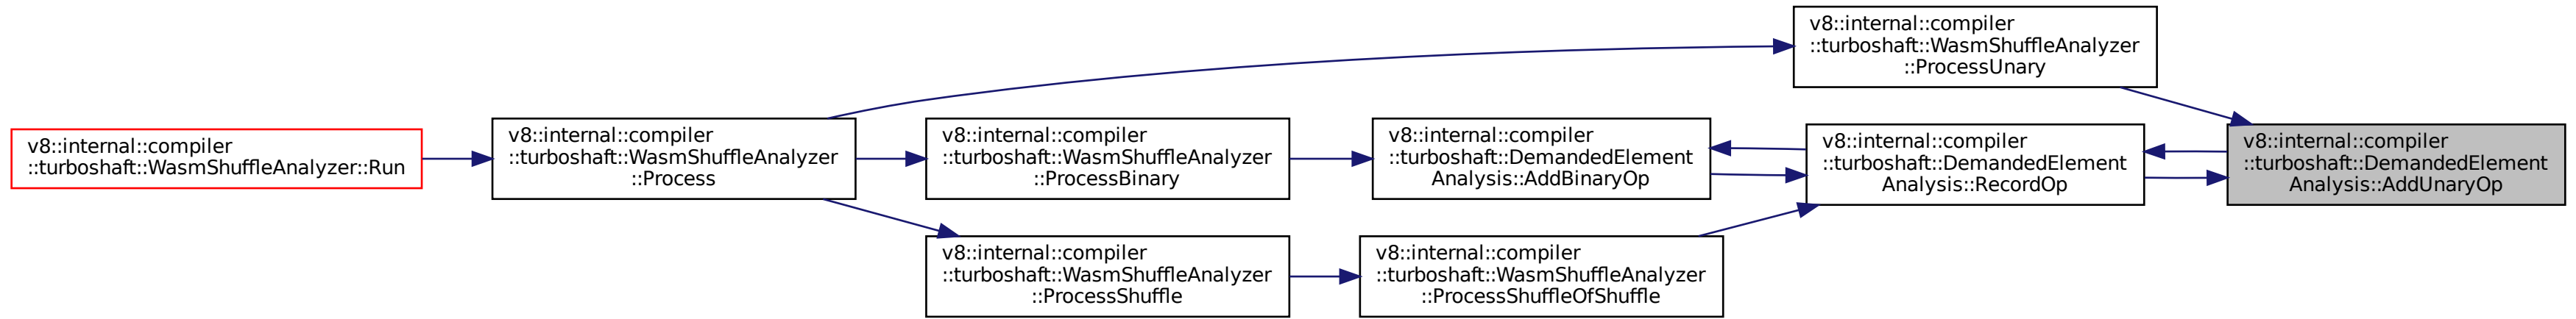 v8::internal::compiler
::turboshaft::WasmShuffleAnalyzer::Run
v8::internal::compiler
::turboshaft::WasmShuffleAnalyzer
::Process
v8::internal::compiler
::turboshaft::WasmShuffleAnalyzer
::ProcessUnary
v8::internal::compiler
::turboshaft::WasmShuffleAnalyzer
::ProcessBinary
v8::internal::compiler
::turboshaft::DemandedElement
Analysis::AddBinaryOp
v8::internal::compiler
::turboshaft::DemandedElement
Analysis::RecordOp
v8::internal::compiler
::turboshaft::DemandedElement
Analysis::AddUnaryOp
v8::internal::compiler
::turboshaft::WasmShuffleAnalyzer
::ProcessShuffle
v8::internal::compiler
::turboshaft::WasmShuffleAnalyzer
::ProcessShuffleOfShuffle